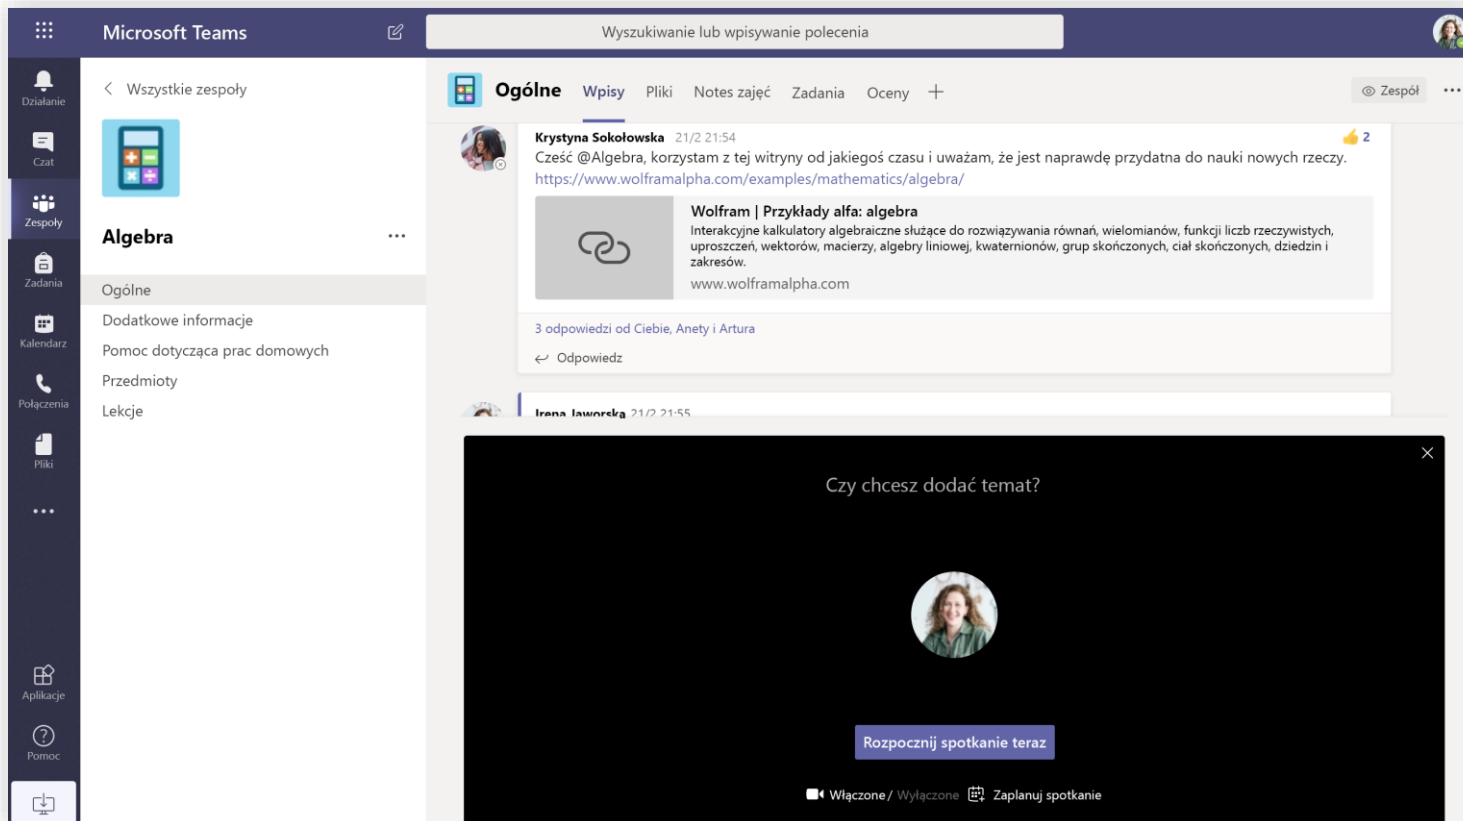 Microsoft Teams
Wyszukiwanie lub wpisywanie polecenia
Działanie
Czat
Zespoły
Zadania
Kalendarz
Połączenia
Pliki
Aplikacje
Pomoc
Wszystkie zespoły
Algebra
Ogólne
Dodatkowe informacje
Pomoc dotycząca prac domowych
Przedmioty
Lekcje
Ogólne Wpisy Pliki Notes zajęć Zadania Oceny
Zespół
Krystyna Sokołowska 21/2 21:54
2
Cześć @Algebra, korzystam z tej witryny od jakiegoś czasu i uważam, że jest naprawdę przydatna do nauki nowych rzeczy.
https://www.wolframalpha.com/examples/mathematics/algebra/
Wolfram | Przykłady alfa: algebra
Interakcyjne kalkulatory algebraiczne służące do rozwiązywania równań, wielomianów, funkcji liczb rzeczywistych,
uproszczeń, wektorów, macierzy, algebry liniowej, kwaternionów, grup skończonych, ciał skończonych, dziedzin i
zakresów.
www.wolframalpha.com
3 odpowiedzi od Ciebie, Anety i Artura
Odpowiedz
Irena Jaworska 21/2 21:55
Czy chcesz dodać temat?
Rozpocznij spotkanie teraz
Włączone / Wyłączone Zaplanuj spotkanie